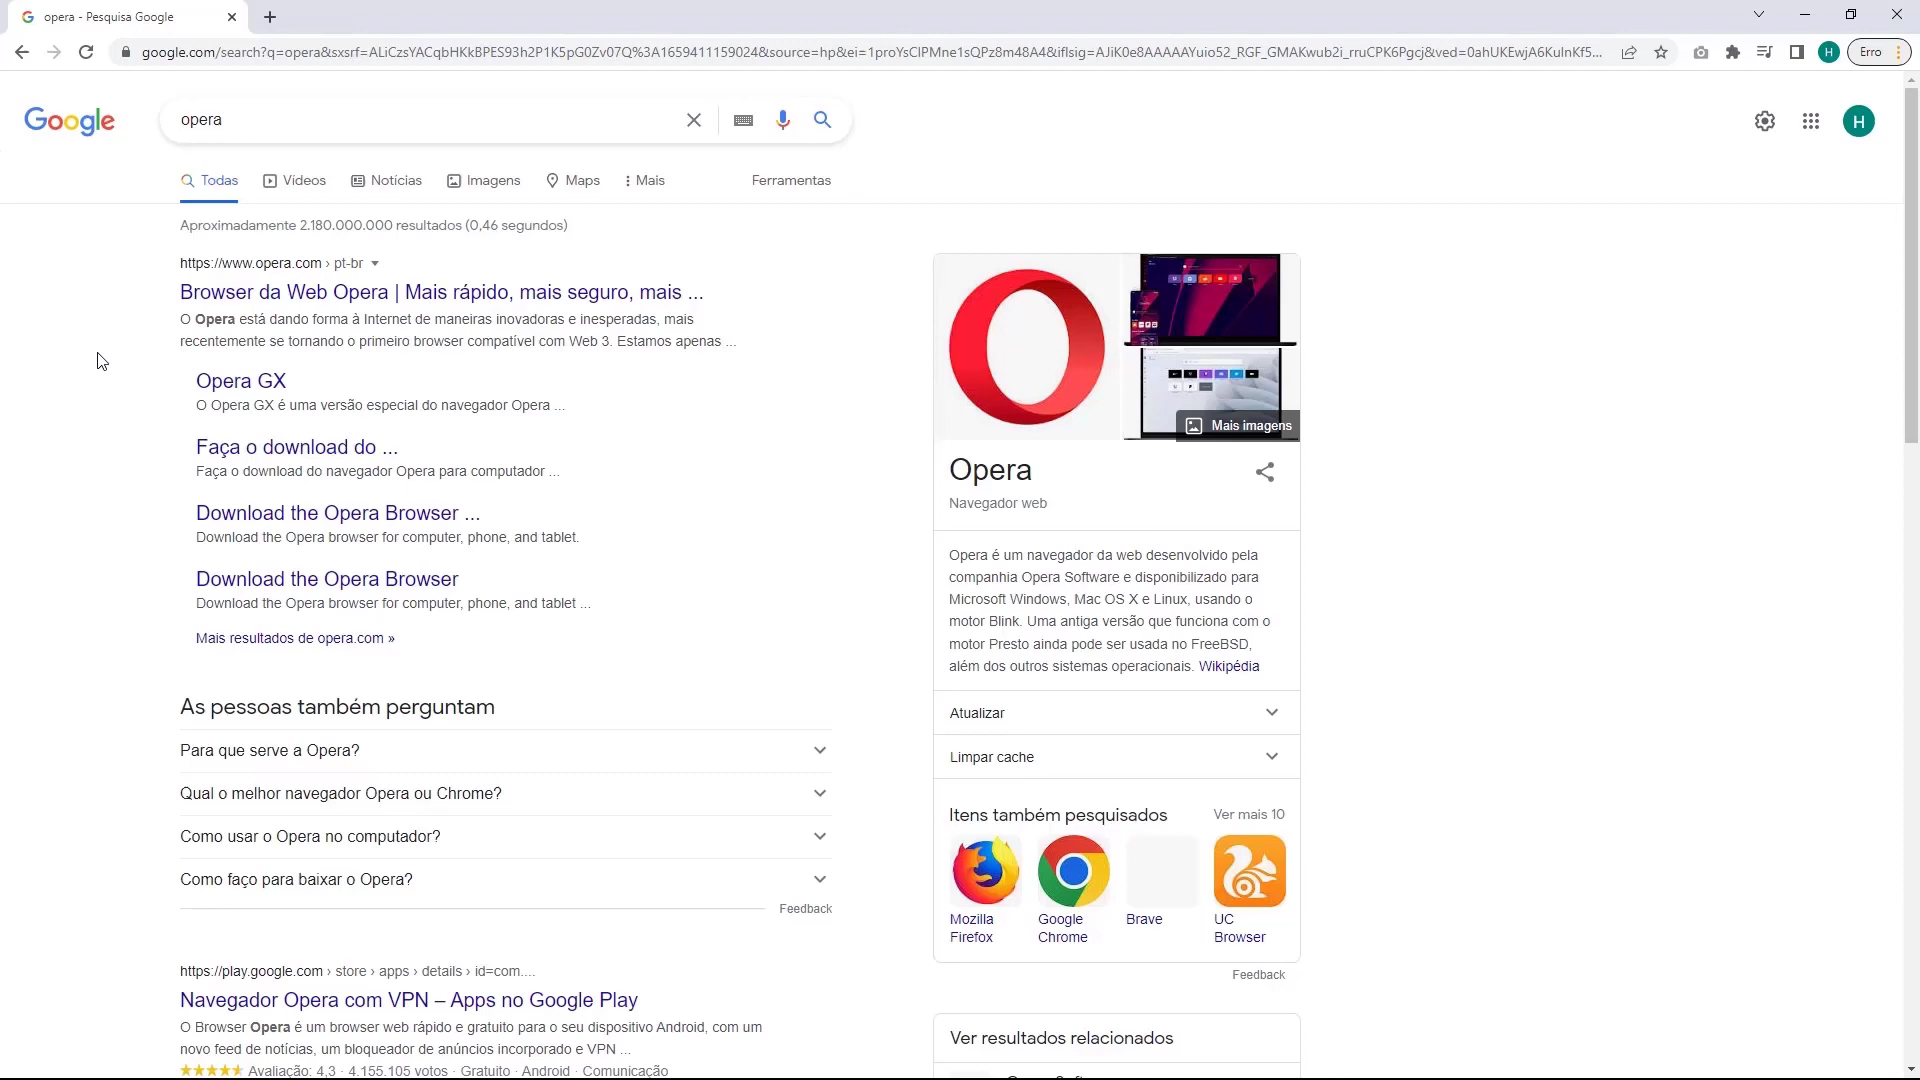 opera - Pesquisa Google
google.com/search?q=opera&sxsrf=ALiCzsYACqbHKkBPES93h2P1K5pG0Zv07Q%3A1659411159024&source=hp&ei=1proYsClPMne1sQPz8m48A4&iflsig=AJiK0e8AAAAAYuio52_RGF_GMAKwub2i_rruCPK6Pgcj&ved=0ahUKEwjA6KulnKf5...
H
Erro
Google
opera
H
Todas
Vídeos
Notícias
Imagens
Maps
Mais
Ferramentas
Aproximadamente 2.180.000.000 resultados (0,46 segundos)
https://www.opera.com › pt-br
Browser da Web Opera | Mais rápido, mais seguro, mais ...
O Opera está dando forma à Internet de maneiras inovadoras e inesperadas, mais
recentemente se tornando o primeiro browser compatível com Web 3. Estamos apenas ...
Opera GX
O Opera GX é uma versão especial do navegador Opera ...
Faça o download do ...
Faça o download do navegador Opera para computador ...
Download the Opera Browser ...
Download the Opera browser for computer, phone, and tablet.
Download the Opera Browser
Download the Opera browser for computer, phone, and tablet ...
Mais resultados de opera.com »
As pessoas também perguntam
Para que serve a Opera?
Qual o melhor navegador Opera ou Chrome?
Como usar o Opera no computador?
Como faço para baixar o Opera?
Feedback
https://play.google.com › store › apps › details › id=com....
Navegador Opera com VPN – Apps no Google Play
O Browser Opera é um browser web rápido e gratuito para o seu dispositivo Android, com um
novo feed de notícias, um bloqueador de anúncios incorporado e VPN ...
Avaliação: 4,3 · 4.155.105 votos · Gratuito · Android · Comunicação
Mais imagens
Opera
Navegador web
Opera é um navegador da web desenvolvido pela
companhia Opera Software e disponibilizado para
Microsoft Windows, Mac OS X e Linux, usando o
motor Blink. Uma antiga versão que funciona com o
motor Presto ainda pode ser usada no FreeBSD,
além dos outros sistemas operacionais. Wikipédia
Atualizar
Limpar cache
Itens também pesquisados
Ver mais 10
Mozilla Firefox
Google Chrome
Brave
UC Browser
Feedback
Ver resultados relacionados